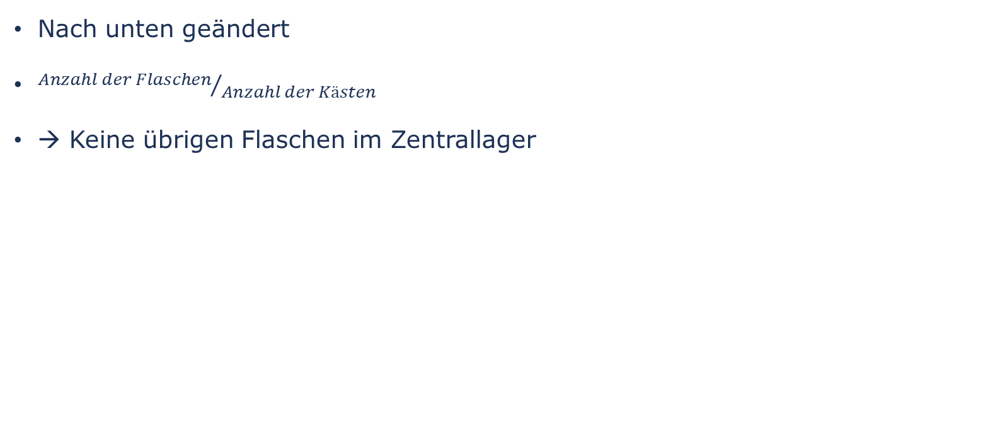 • Nach unten geändert
• Anzahl der Flaschen/Anzahl der Kästen
• → Keine übrigen Flaschen im Zentrallager